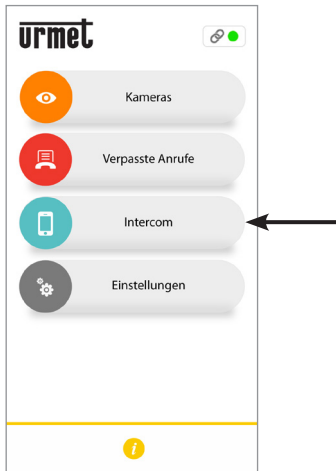 urmet
Kameras
Verpasste Anrufe
Intercom
Einstellungen
i